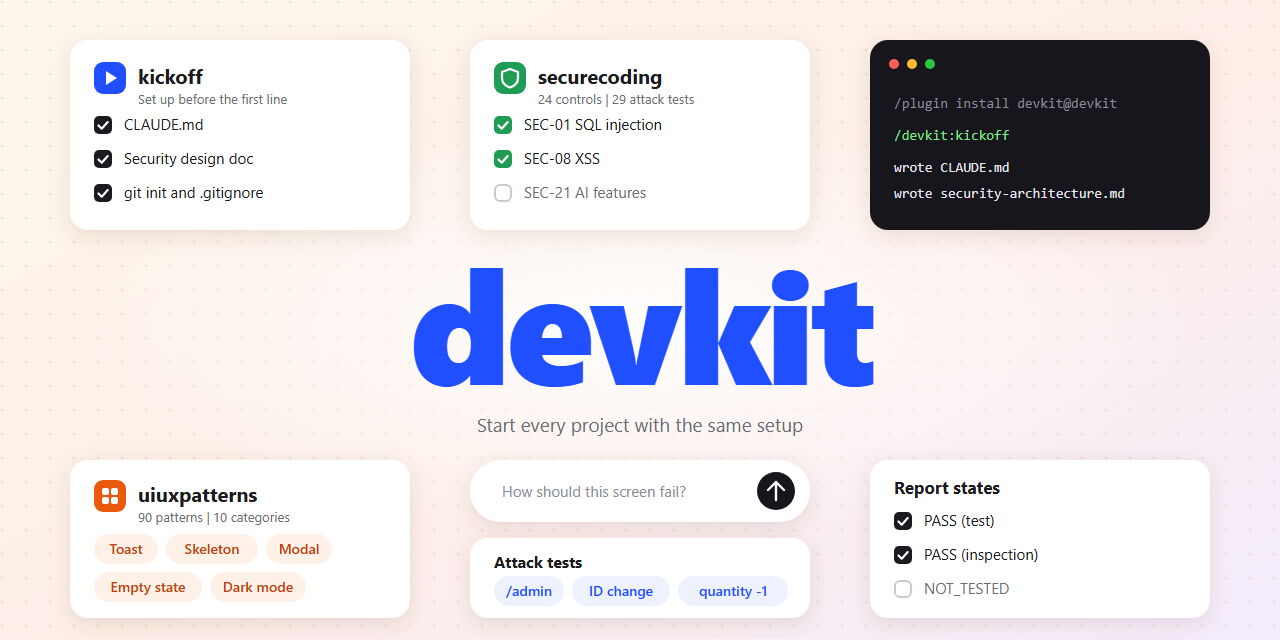 kickoff
Set up before the first line
CLAUDE.md
Security design doc
git init and .gitignore
securecoding
24 controls | 29 attack tests
SEC-01 SQL injection
SEC-08 XSS
SEC-21 AI features
/plugin install devkit@devkit
/devkit:kickoff
wrote CLAUDE.md
wrote security-architecture.md
devkit
Start every project with the same setup
uiuxpatterns
90 patterns | 10 categories
Toast Skeleton Modal
Empty state Dark mode
How should this screen fail?
Attack tests
/admin ID change quantity -1
Report states
PASS (test)
PASS (inspection)
NOT_TESTED